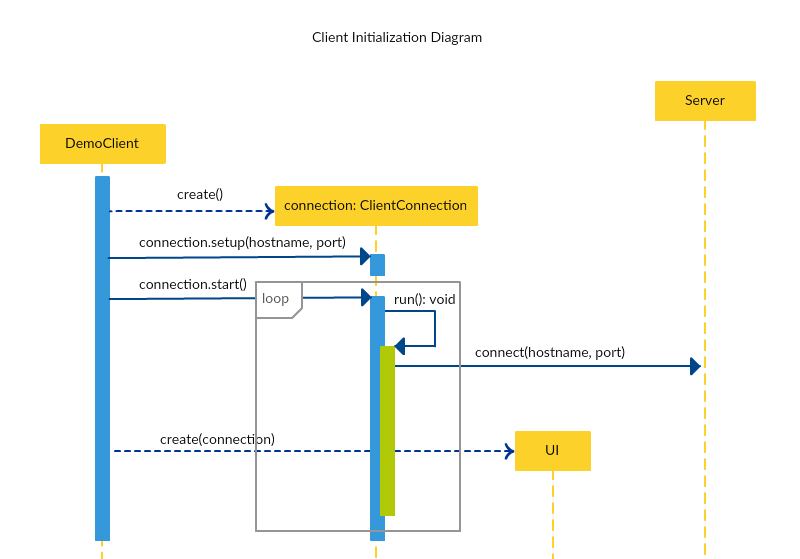 Client Initialization Diagram
Server
DemoClient
create()
connection: ClientConnection
connection.setup(hostname, port)
connection.start()
loop
run(): void
connect(hostname, port)
create(connection)
UI